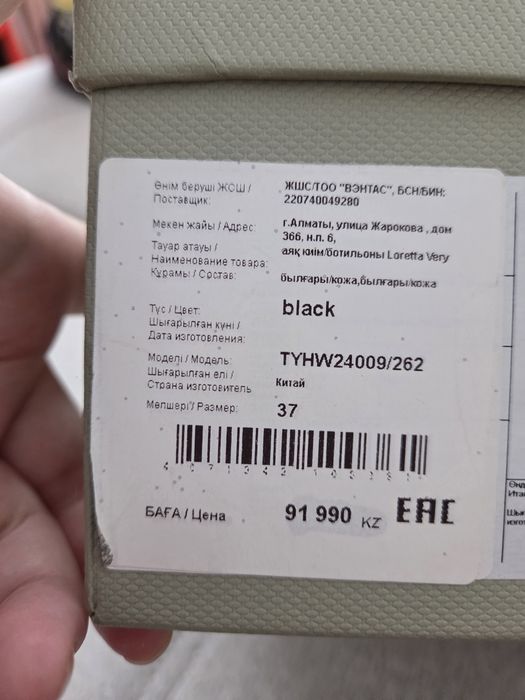 Өнім беруші ЖСШ / ЖШС/ТОО "ВЭНТАС", БСН/БИН:
Поставщик: 220740049280
Мекен жайы / Адрес: г.Алматы, улица Жарокова , дом
366, н.п. 6,
Тауар атауы / аяқ киім/ботильоны Loretta Very
Наименование товара:
Құрамы / Состав: былғары/кожа,былғары/кожа
Түс / Цвет: black
Шығарылған күні /
Дата изготовления:
Моделі / Модель: TYHW24009/262
Шығарылған елі / Китай
Страна изготовитель
Мөлшері / Размер: 37
БАҒА / Цена 91 990 KZ EAC